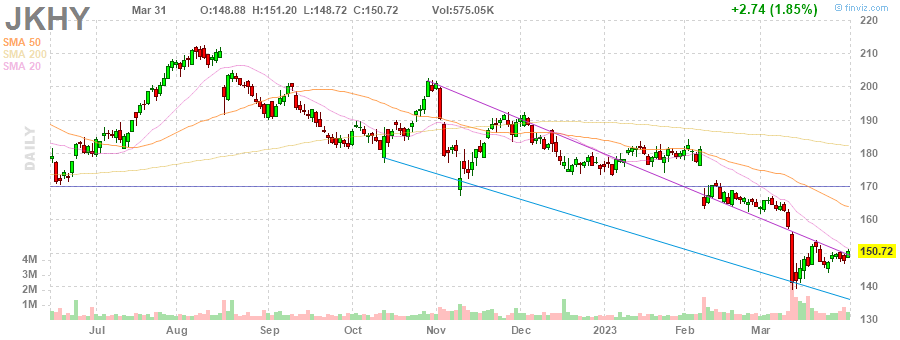 JKHY Mar 31 O:148.88 H:151.20 L:148.72 C:150.72 Vol:575.05K +2.74 (1.85%) @ finviz.com
SMA 50
SMA 200
SMA 20
DAILY
220
210
200
190
180
170
160
150.72
140
130
4M
3M
2M
1M
Jul Aug Sep Oct Nov Dec 2023 Feb Mar